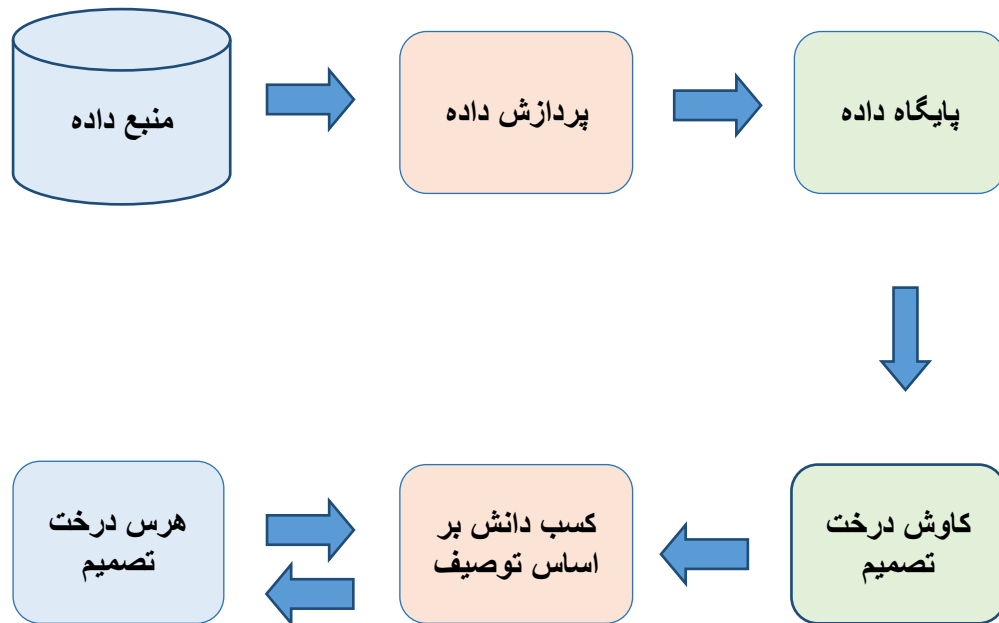 منبع داده
پردازش داده
پایگاه داده
کاوش درخت
تصمیم
کسب دانش بر
اساس توصیف
هرس درخت
تصمیم